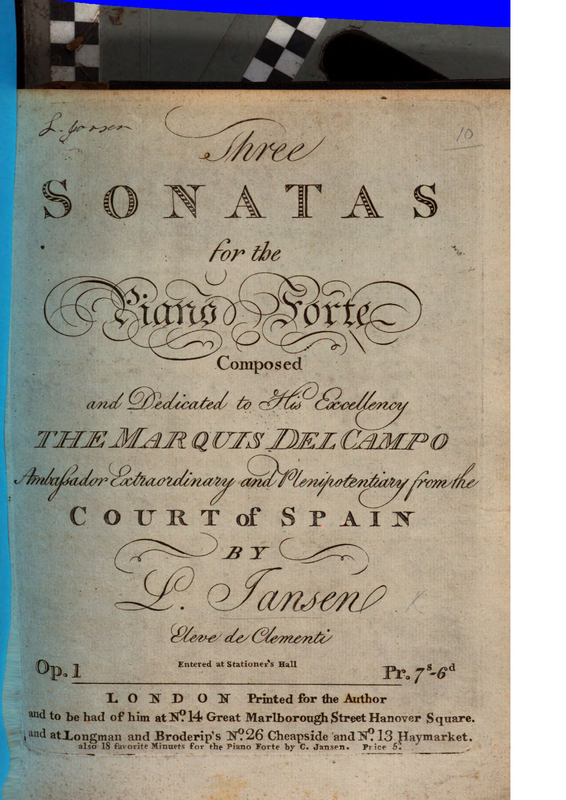 L. Jansen
10
Three
SONATAS
for the
Piano Forte
Composed
and Dedicated to His Excellency
THE MARQUIS DEL CAMPO
Ambaſsador Extraordinary and Plenipotentiary from the
COURT of SPAIN
BY
L. Jansen
Eleve de Clementi
Entered at Stationer's Hall
Op. 1 Pr. 7s-6d
LONDON Printed for the Author
and to be had of him at No. 14 Great Marlborough Street Hanover Square.
and at Longman and Broderip's No. 26 Cheapside and No. 13 Haymarket.
also 18 favorite Minuets for the Piano Forte by C. Jansen. Price 5s.